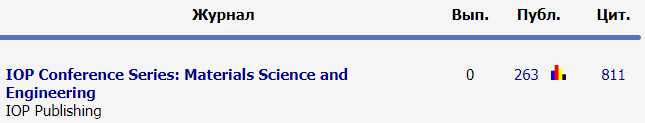 Журнал Вып. Публ. Цит.
IOP Conference Series: Materials Science and 0 263 811
Engineering
IOP Publishing